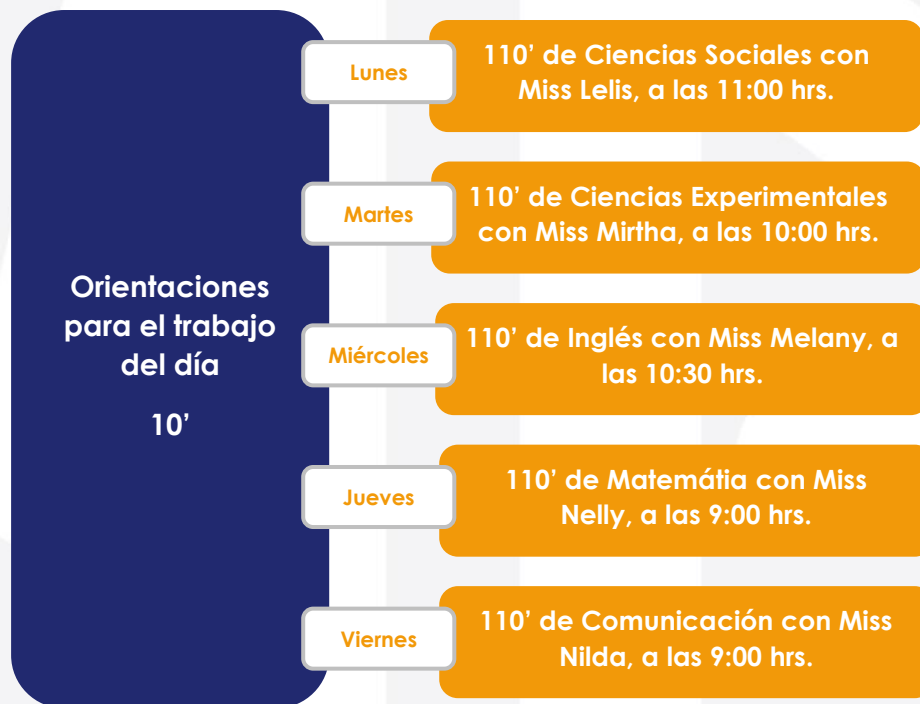 Orientaciones
para el trabajo
del día
10’
Lunes
110’ de Ciencias Sociales con
Miss Lelis, a las 11:00 hrs.
Martes
110’ de Ciencias Experimentales
con Miss Mirtha, a las 10:00 hrs.
Miércoles
110’ de Inglés con Miss Melany, a
las 10:30 hrs.
Jueves
110’ de Matemátia con Miss
Nelly, a las 9:00 hrs.
Viernes
110’ de Comunicación con Miss
Nilda, a las 9:00 hrs.